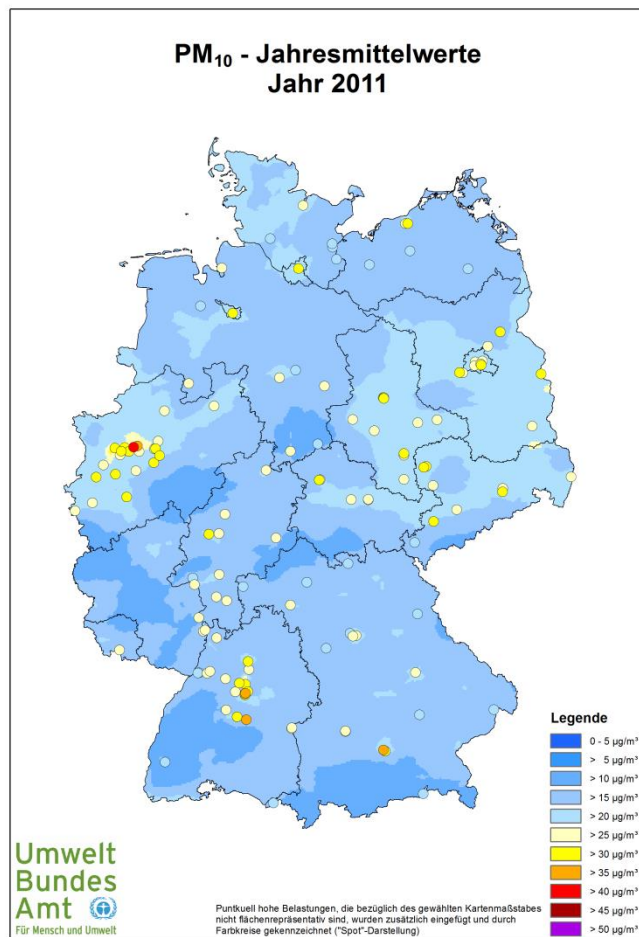 PM₁₀ - Jahresmittelwerte
Jahr 2011
Legende
0 - 5 µg/m³
> 5 µg/m³
> 10 µg/m³
> 15 µg/m³
> 20 µg/m³
> 25 µg/m³
> 30 µg/m³
> 35 µg/m³
> 40 µg/m³
> 45 µg/m³
> 50 µg/m³
Umwelt
Bundes
Amt
Für Mensch und Umwelt
Punktuell hohe Belastungen, die bezüglich des gewählten Kartenmaßstabes
nicht flächenrepräsentativ sind, wurden zusätzlich eingefügt und durch
Farbkreise gekennzeichnet ("Spot"-Darstellung)